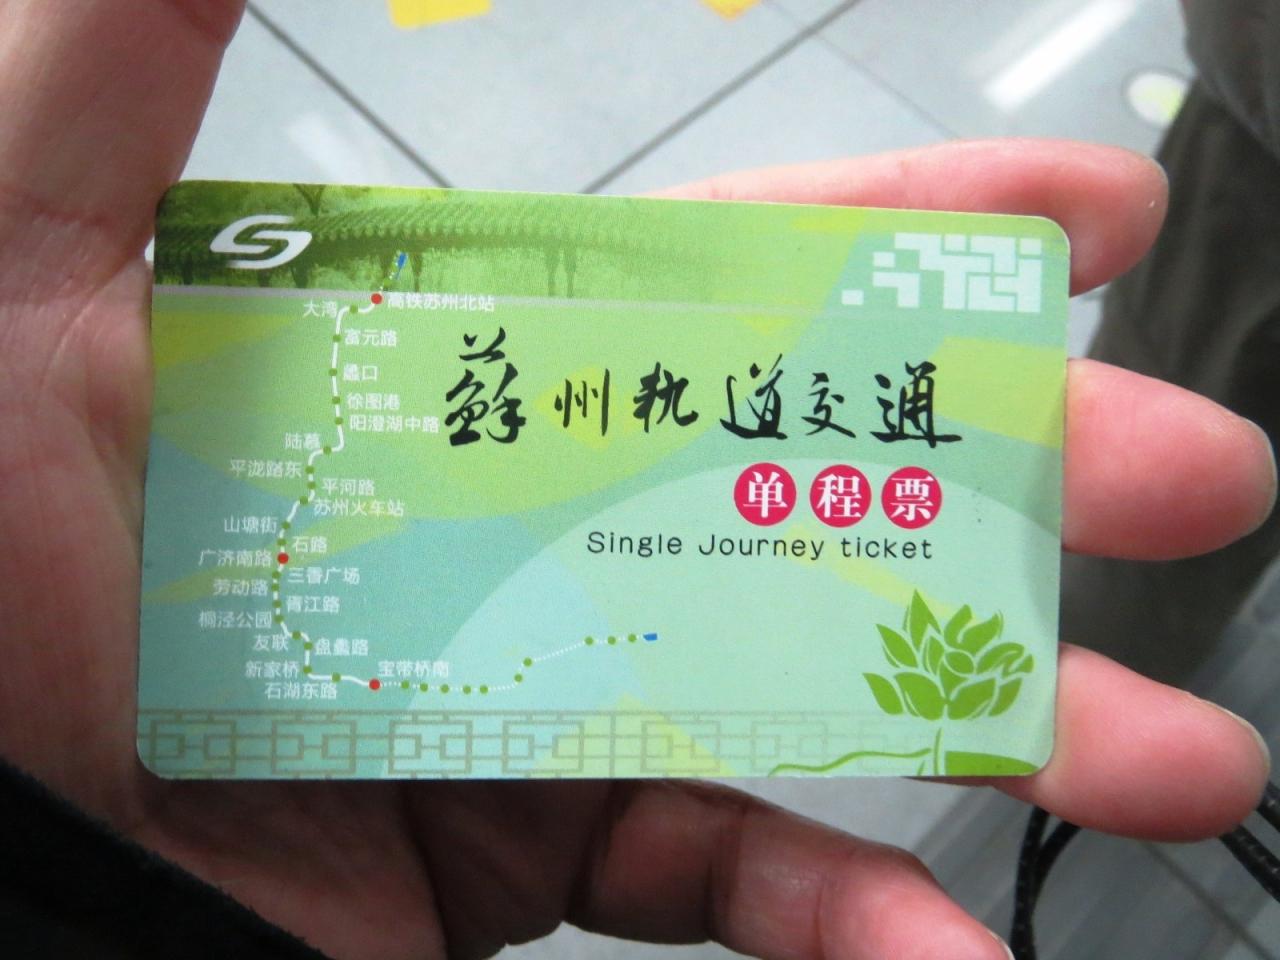 高铁苏州北站
大湾
富元路
蠡口
徐图港
阳澄湖中路
陆慕
平泷路东
平河路
苏州火车站
山塘街
石路
广济南路
三香广场
劳动路
胥江路
桐泾公园
友联
盘蠡路
新家桥
石湖东路
宝带桥南
蘇州軌道交通
单程票
Single Journey ticket